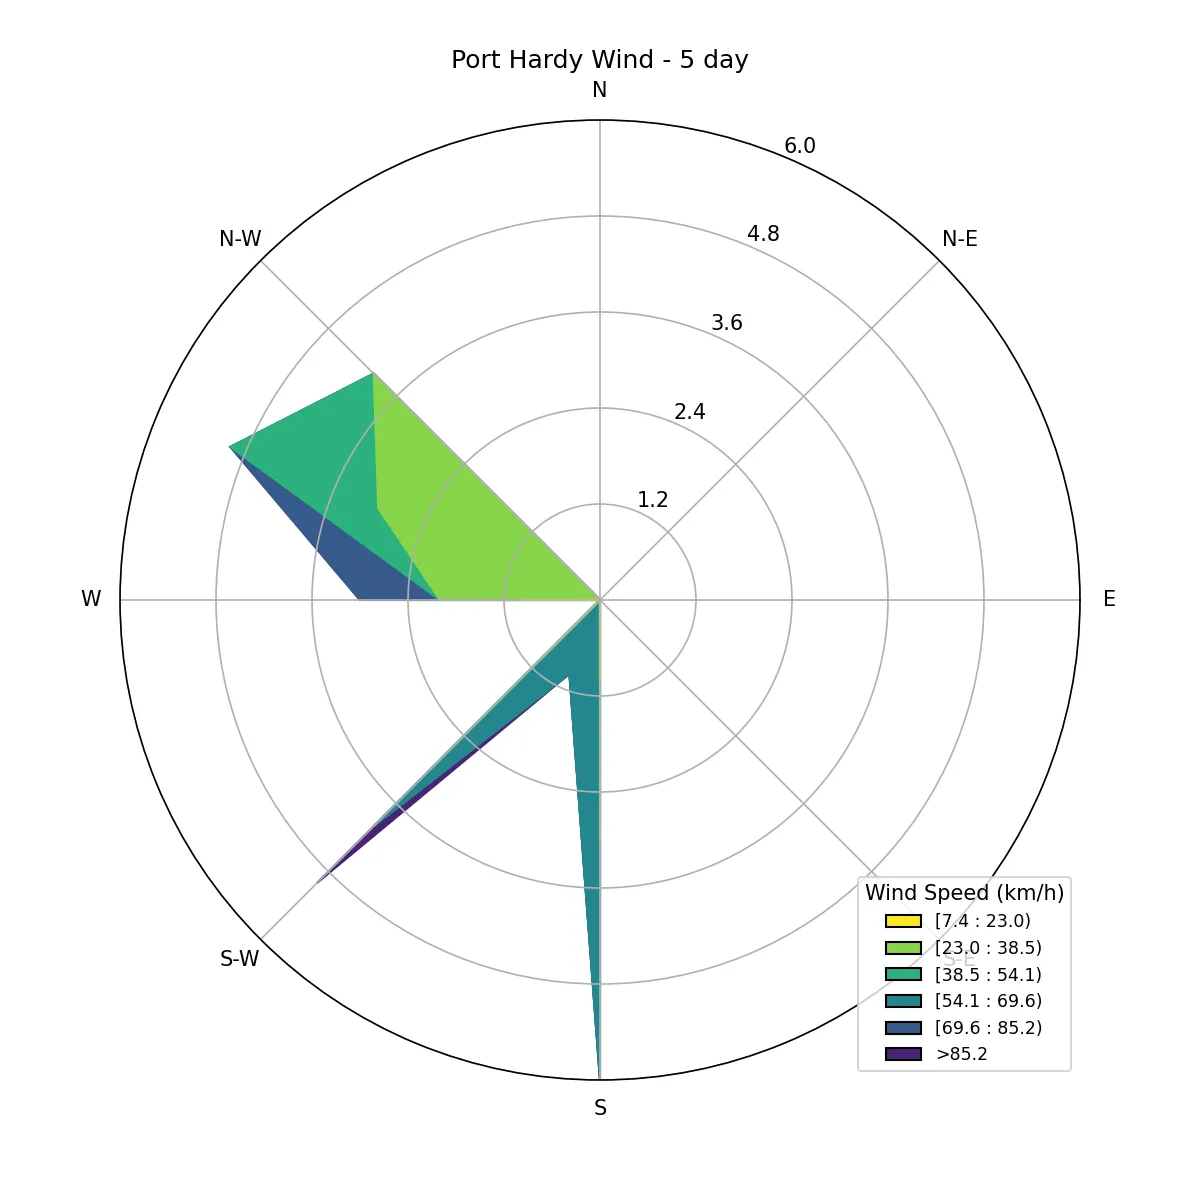 Port Hardy Wind - 5 day
N
6.0
N-W
N-E
4.8
3.6
2.4
1.2
W
E
S-W
S-E
S
Wind Speed (km/h)
[7.4 : 23.0)
[23.0 : 38.5)
[38.5 : 54.1)
[54.1 : 69.6)
[69.6 : 85.2)
>85.2